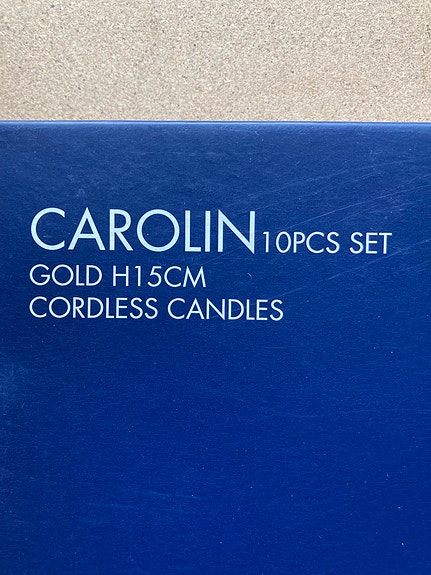 CAROLIN 10PCS SET
GOLD H15CM
CORDLESS CANDLES